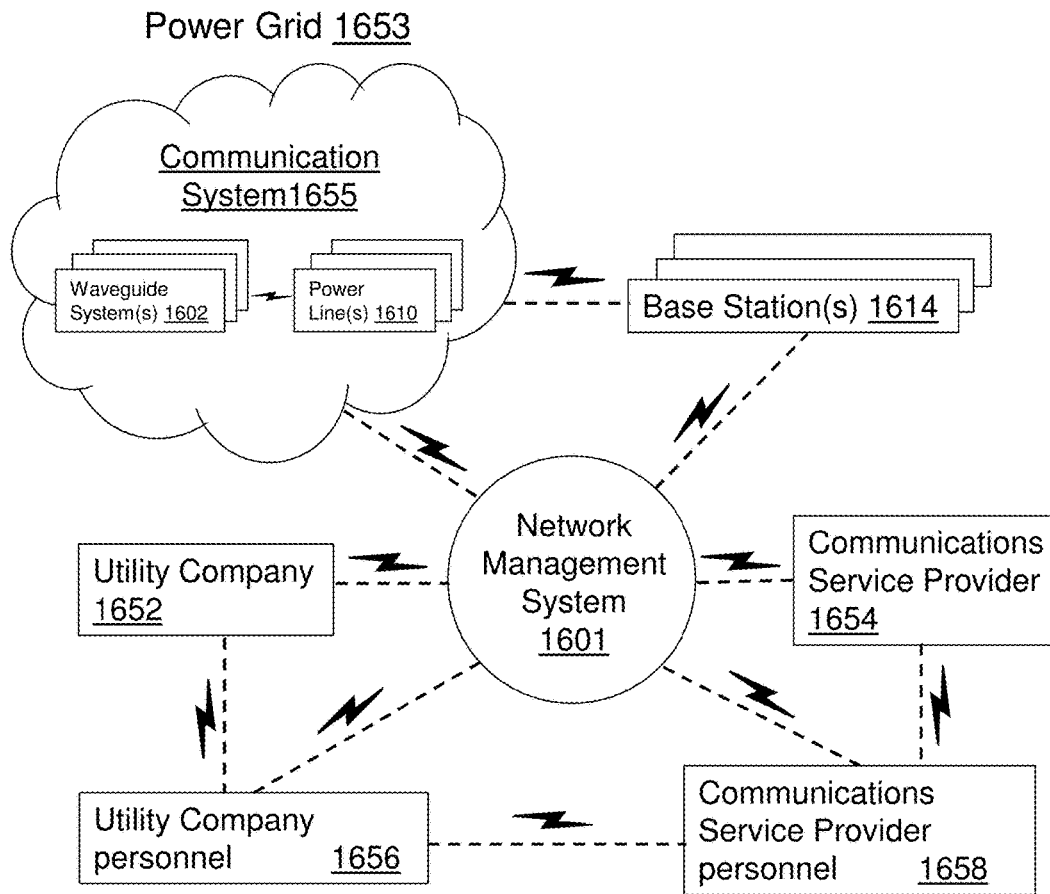 Power Grid 1653
Communication
System1655
Waveguide
System(s) 1602
Power
Line(s) 1610
Base Station(s) 1614
Network
Management
System
1601
Utility Company
1652
Communications
Service Provider
1654
Utility Company
personnel 1656
Communications
Service Provider
personnel 1658